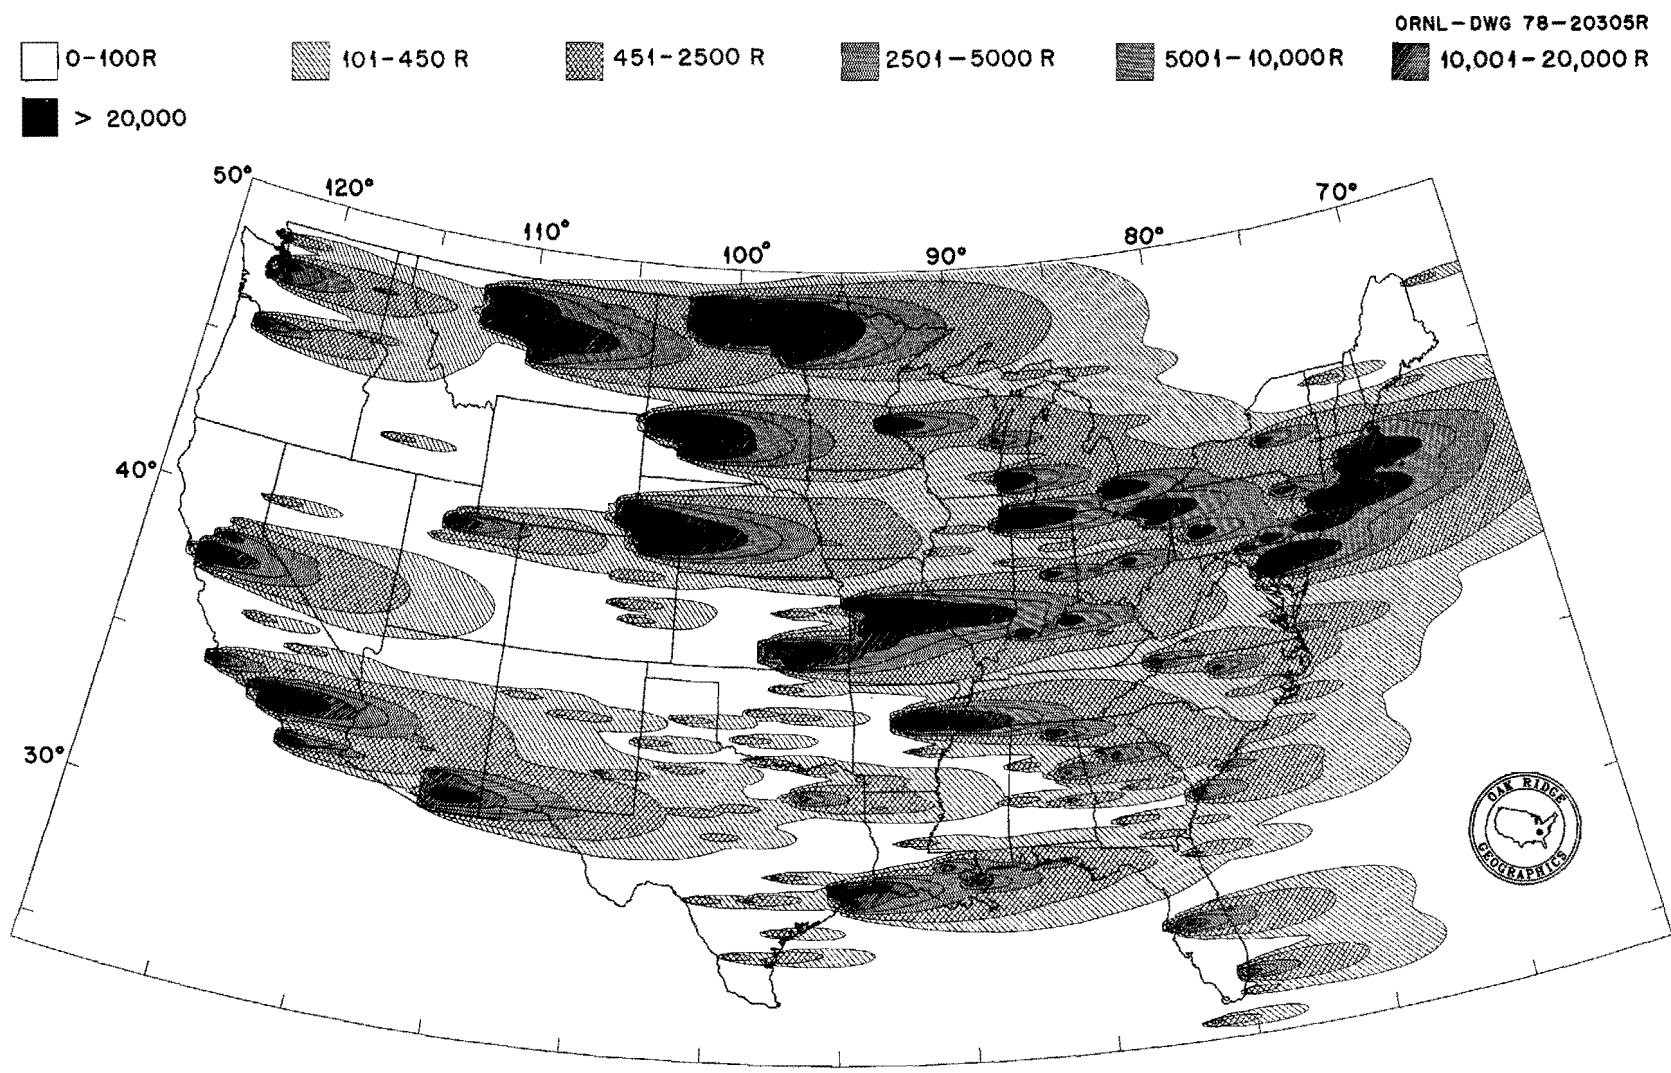 ORNL-DWG 78-20305R
0-100R 101-450 R 451-2500 R 2501-5000 R 5001-10,000R 10,001-20,000 R
> 20,000
50° 120° 110° 100° 90° 80° 70°
40°
30°
OAK RIDGE
GEOGRAPHICS